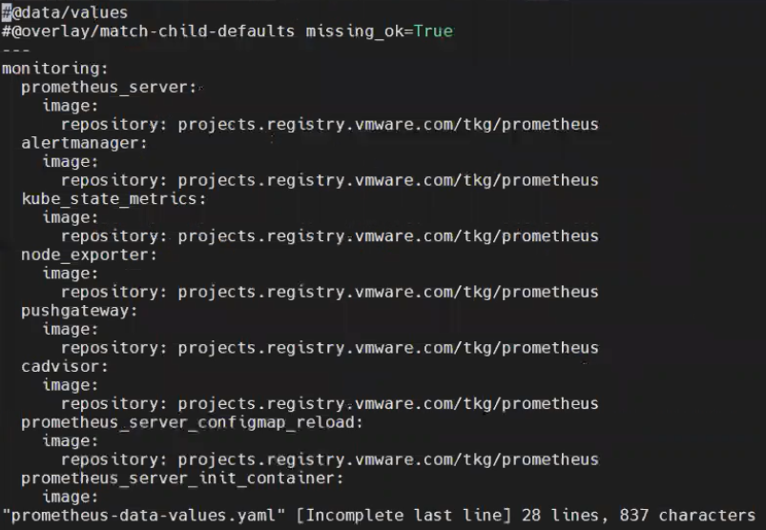 #@data/values
#@overlay/match-child-defaults missing_ok=True
---
monitoring:
  prometheus_server:
    image:
      repository: projects.registry.vmware.com/tkg/prometheus
  alertmanager:
    image:
      repository: projects.registry.vmware.com/tkg/prometheus
  kube_state_metrics:
    image:
      repository: projects.registry.vmware.com/tkg/prometheus
  node_exporter:
    image:
      repository: projects.registry.vmware.com/tkg/prometheus
  pushgateway:
    image:
      repository: projects.registry.vmware.com/tkg/prometheus
  cadvisor:
    image:
      repository: projects.registry.vmware.com/tkg/prometheus
  prometheus_server_configmap_reload:
    image:
      repository: projects.registry.vmware.com/tkg/prometheus
  prometheus_server_init_container:
    image:
"prometheus-data-values.yaml" [Incomplete last line] 28 lines, 837 characters